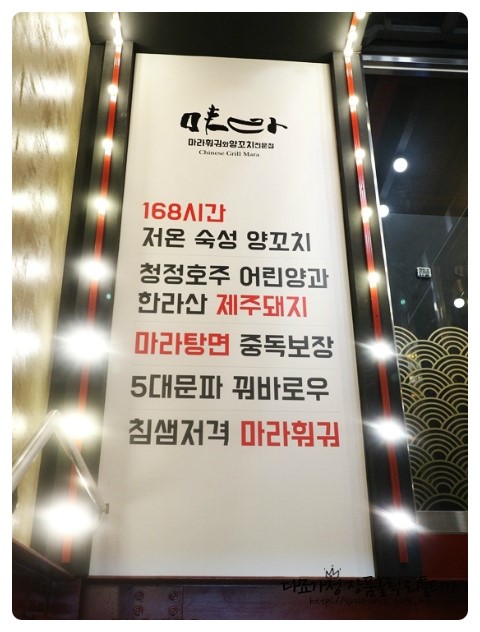 마라훠궈와양꼬치전문점
Chinese Grill Mara
168시간
저온 숙성 양꼬치
청정호주 어린양과
한라산 제주돼지
마라탕면 중독보장
5대문파 꿔바로우
침샘저격 마라훠궈